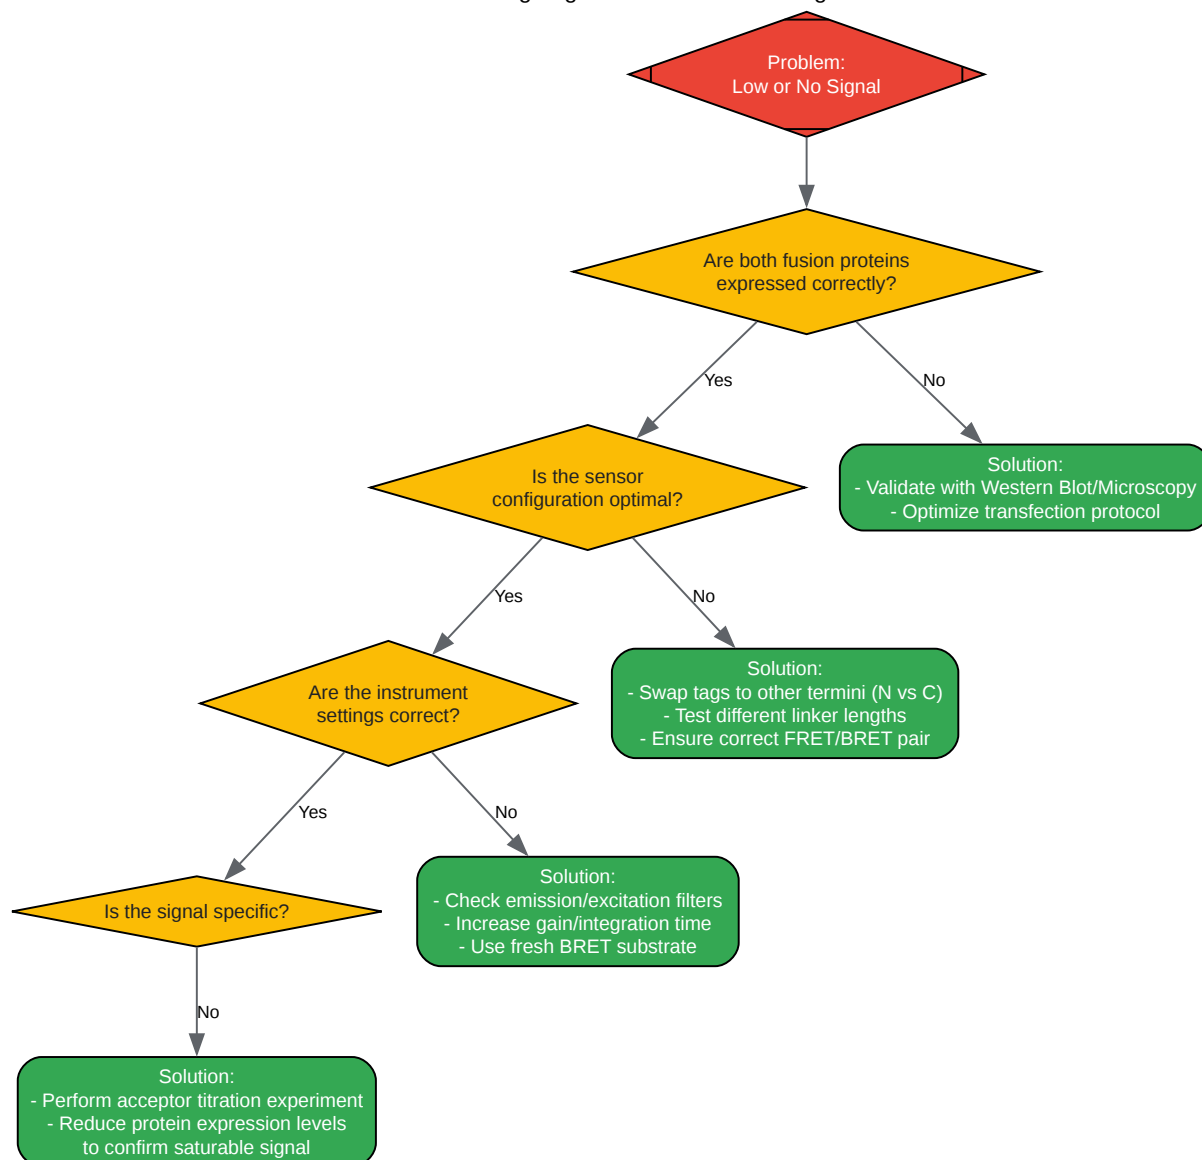 Problem:
Low or No Signal
Are both fusion proteins
expressed correctly?
Yes
No
Is the sensor
configuration optimal?
Solution:
- Validate with Western Blot/Microscopy
- Optimize transfection protocol
Yes
No
Are the instrument
settings correct?
Solution:
- Swap tags to other termini (N vs C)
- Test different linker lengths
- Ensure correct FRET/BRET pair
Yes
No
Is the signal specific?
Solution:
- Check emission/excitation filters
- Increase gain/integration time
- Use fresh BRET substrate
No
Solution:
- Perform acceptor titration experiment
- Reduce protein expression levels
to confirm saturable signal